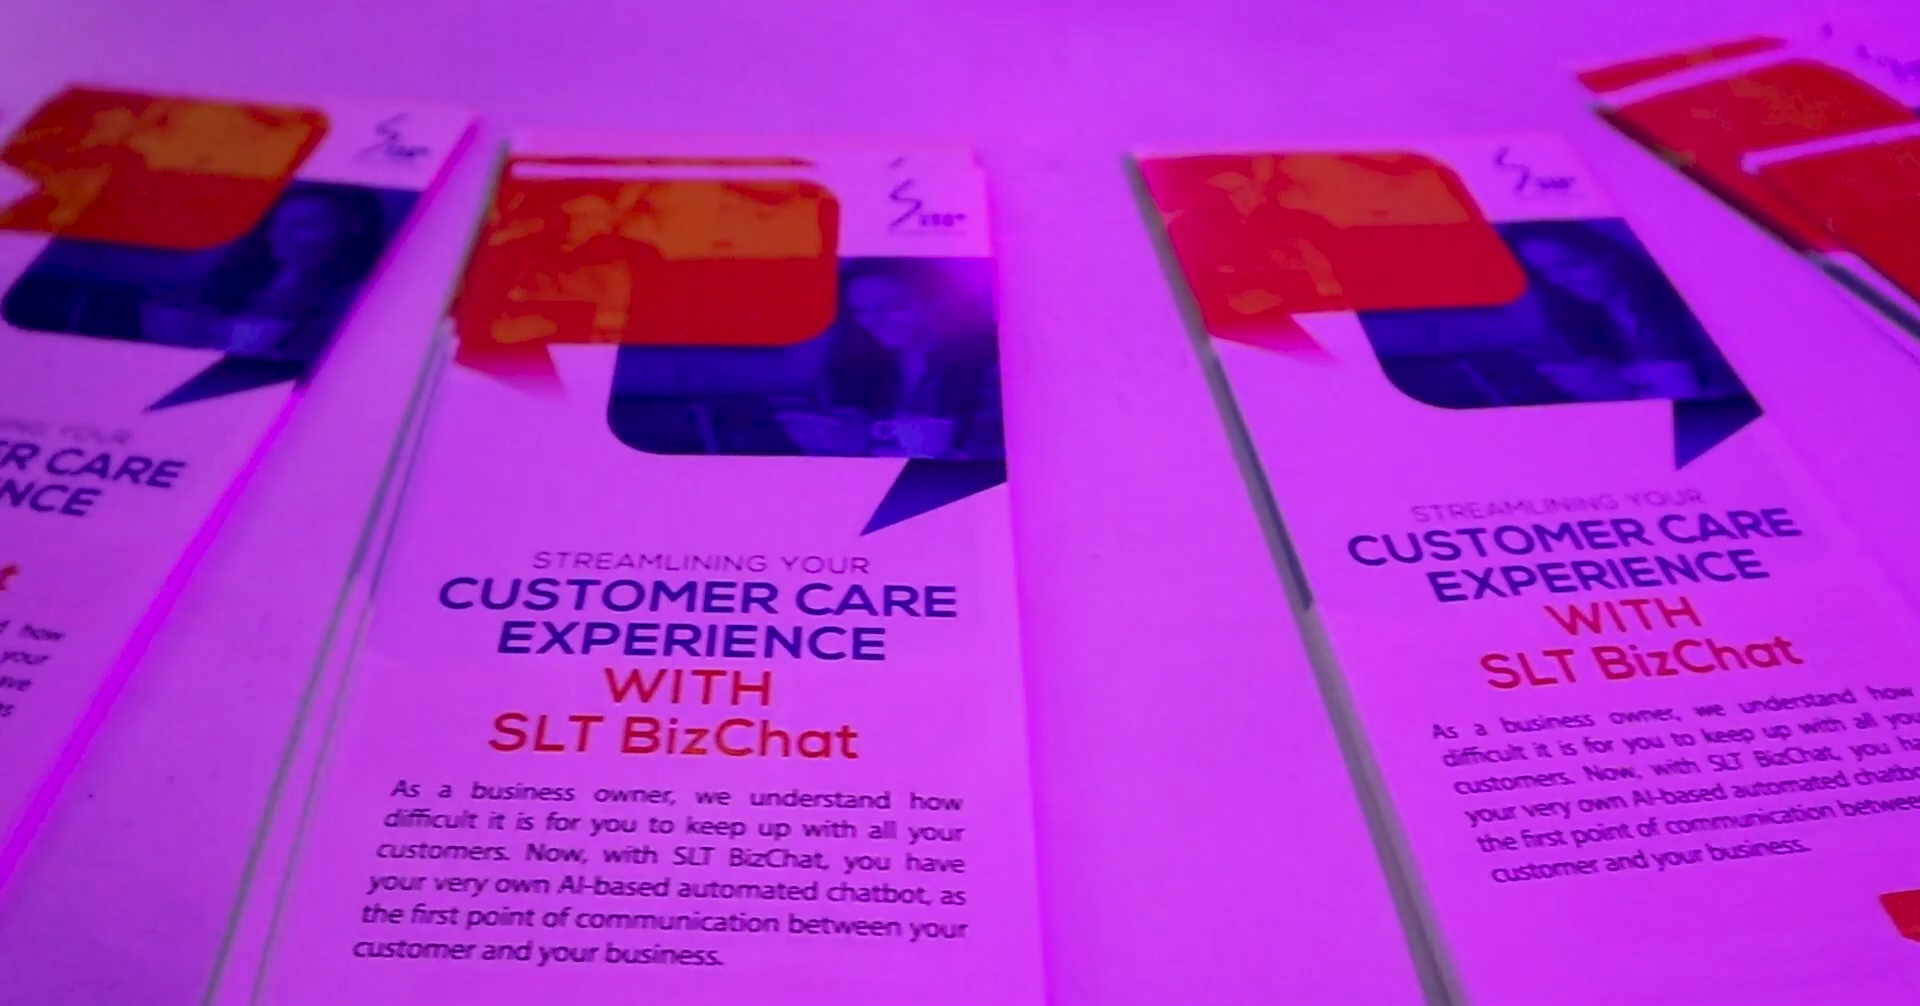 R CARE
NCE
t
how
your
STREAMLINING YOUR
CUSTOMER CARE
EXPERIENCE
WITH
SLT BizChat
As a business owner, we understand how
difficult it is for you to keep up with all your
customers. Now, with SLT BizChat, you have
your very own AI-based automated chatbot, as
the first point of communication between your
customer and your business.
STREAMLINING YOUR
CUSTOMER CARE
EXPERIENCE
WITH
SLT BizChat
As a business owner, we understand how
difficult it is for you to keep up with all you
customers. Now, with SLT BizChat, you ha
your very own AI-based automated chatbo
the first point of communication between
customer and your business.